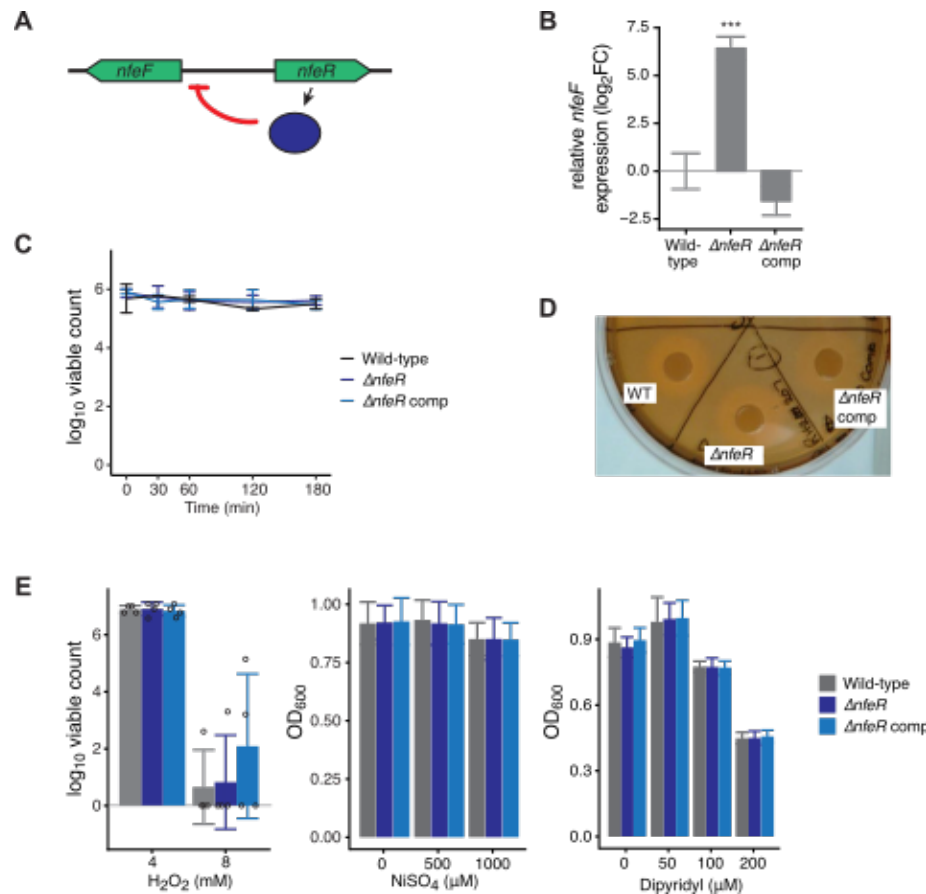 A
nfeF
nfeR
B
relative nfeF
expression (log2FC)
7.5
5.0
2.5
0.0
−2.5
***
Wild-
type
ΔnfeR
ΔnfeR
comp
C
log10 viable count
6
4
2
0
0 30 60 120 180
Time (min)
Wild-type
ΔnfeR
ΔnfeR comp
D
WT
ΔnfeR
ΔnfeR
comp
1
Comp
E
log10 viable count
6
4
2
0
4 8
H2O2 (mM)
OD600
1.00
0.75
0.50
0.25
0.00
0 500 1000
NiSO4 (μM)
OD600
0.9
0.6
0.3
0.0
0 50 100 200
Dipyridyl (μM)
Wild-type
ΔnfeR
ΔnfeR comp